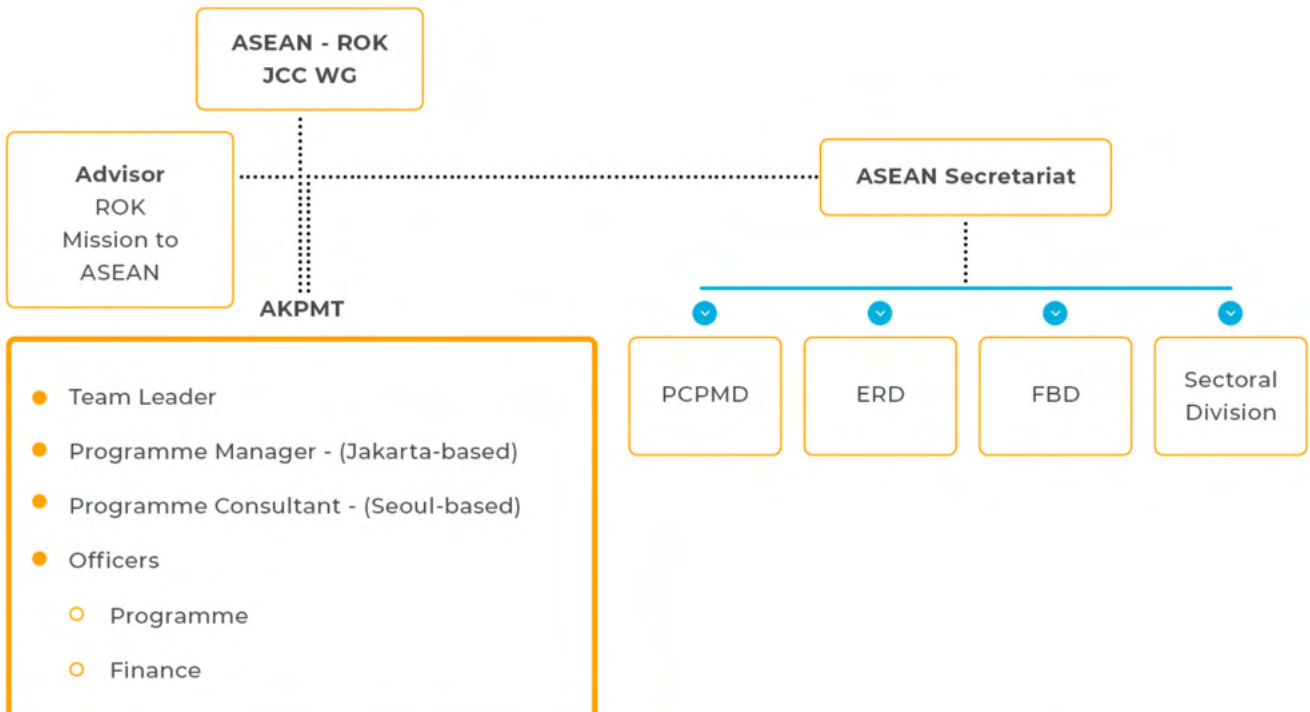 ASEAN - ROK
JCC WG
Advisor
ROK
Mission to
ASEAN
ASEAN Secretariat
AKPMT
Team Leader
Programme Manager - (Jakarta-based)
Programme Consultant - (Seoul-based)
Officers
Programme
Finance
PCPMD
ERD
FBD
Sectoral
Division